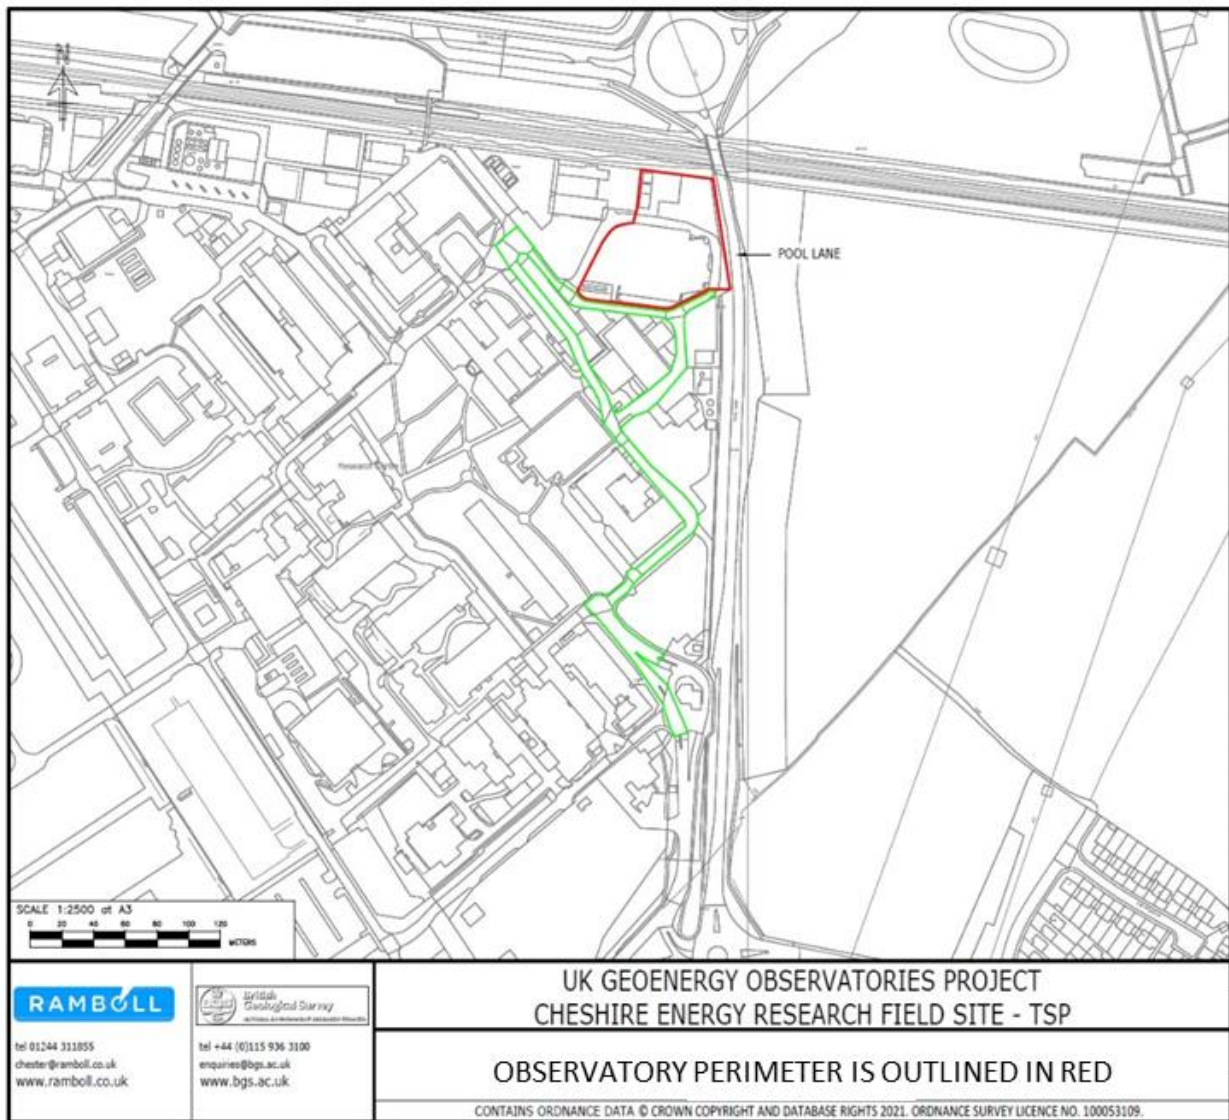 POOL LANE
Research Centre
SCALE 1:2500 at A3
0 20 40 60 80 100 120
METERS
RAMBOLL
tel 01244 311855
chester@ramboll.co.uk
www.ramboll.co.uk
British
Geological Survey
tel +44 (0)115 936 3100
enquiries@bgs.ac.uk
www.bgs.ac.uk
UK GEOENERGY OBSERVATORIES PROJECT
CHESHIRE ENERGY RESEARCH FIELD SITE - TSP
OBSERVATORY PERIMETER IS OUTLINED IN RED
CONTAINS ORDNANCE DATA © CROWN COPYRIGHT AND DATABASE RIGHTS 2021. ORDNANCE SURVEY LICENCE NO. 100053109.